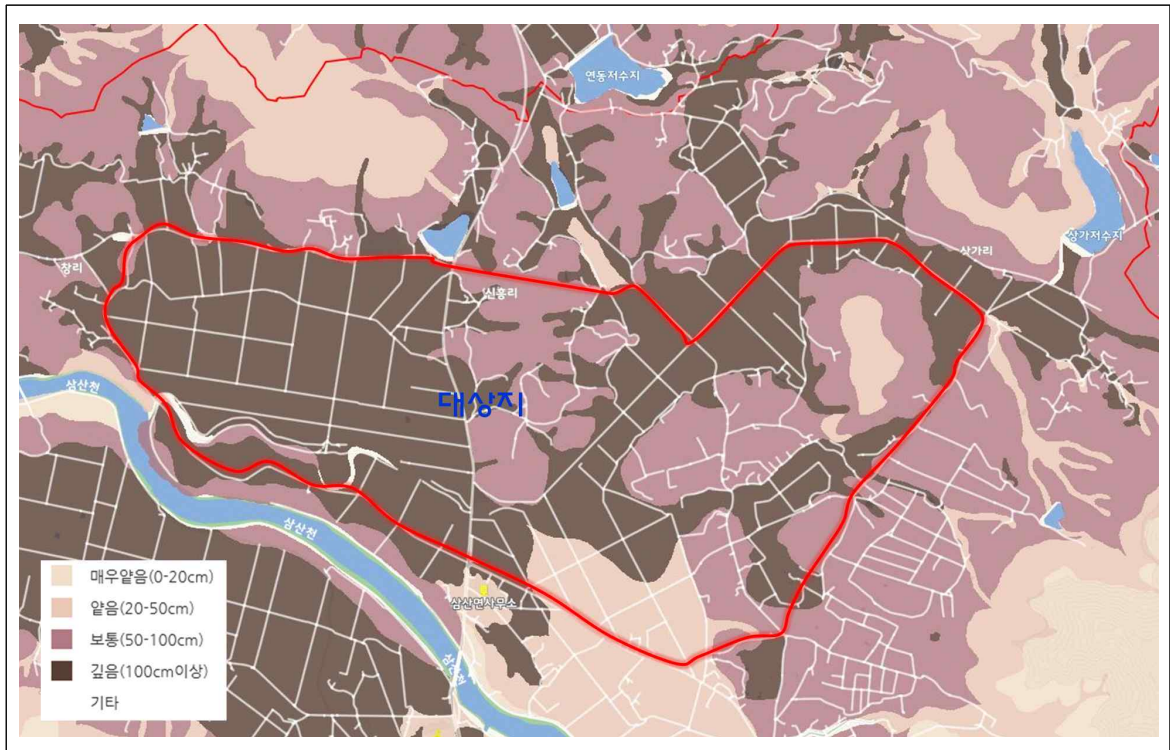 연동저수지
상가저수지
삿가리
창리
신흥리
대상지
삼산천
삼산천
삼산면사무소
삼산천
매우얕음(0-20cm)
얕음(20-50cm)
보통(50-100cm)
깊음(100cm이상)
기타